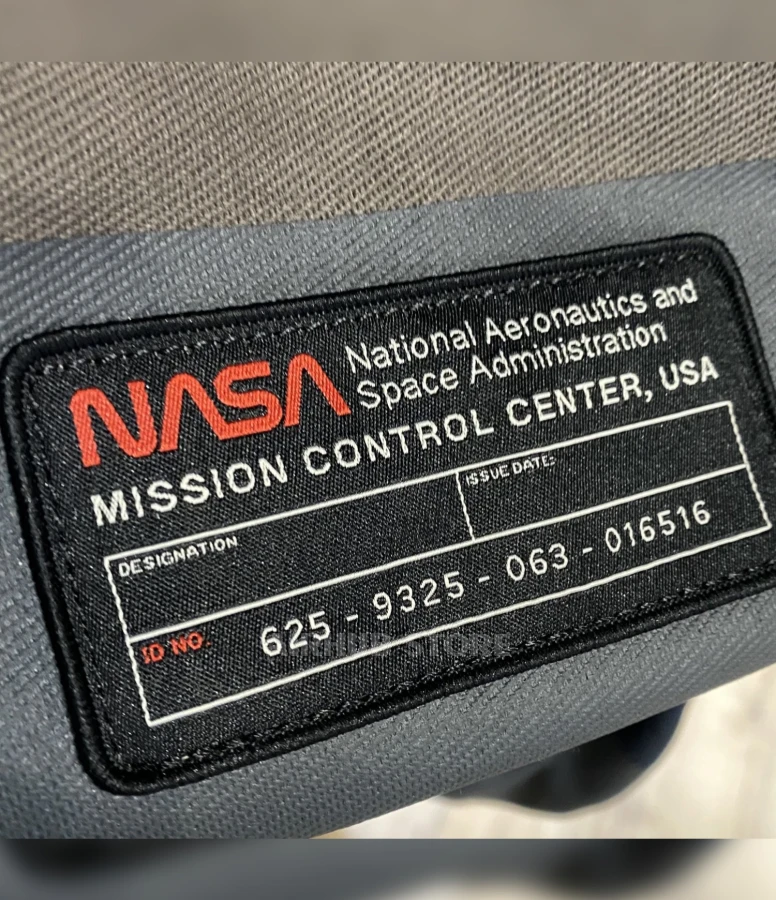 NASA
National Aeronautics and
Space Administration
MISSION CONTROL CENTER, USA
DESIGNATION
ISSUE DATE:
ID NO.
625 - 9325 - 063 - 016516
STORE